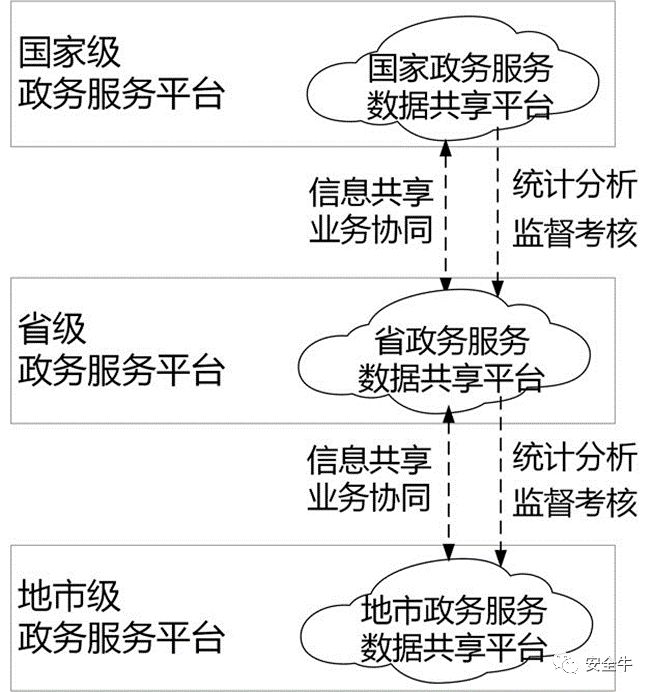 国家级
政务服务平台
国家政务服务
数据共享平台
信息共享
业务协同
统计分析
监督考核
省级
政务服务平台
省政务服务
数据共享平台
信息共享
业务协同
统计分析
监督考核
地市级
政务服务平台
地市政务服务
数据共享平台
安全牛